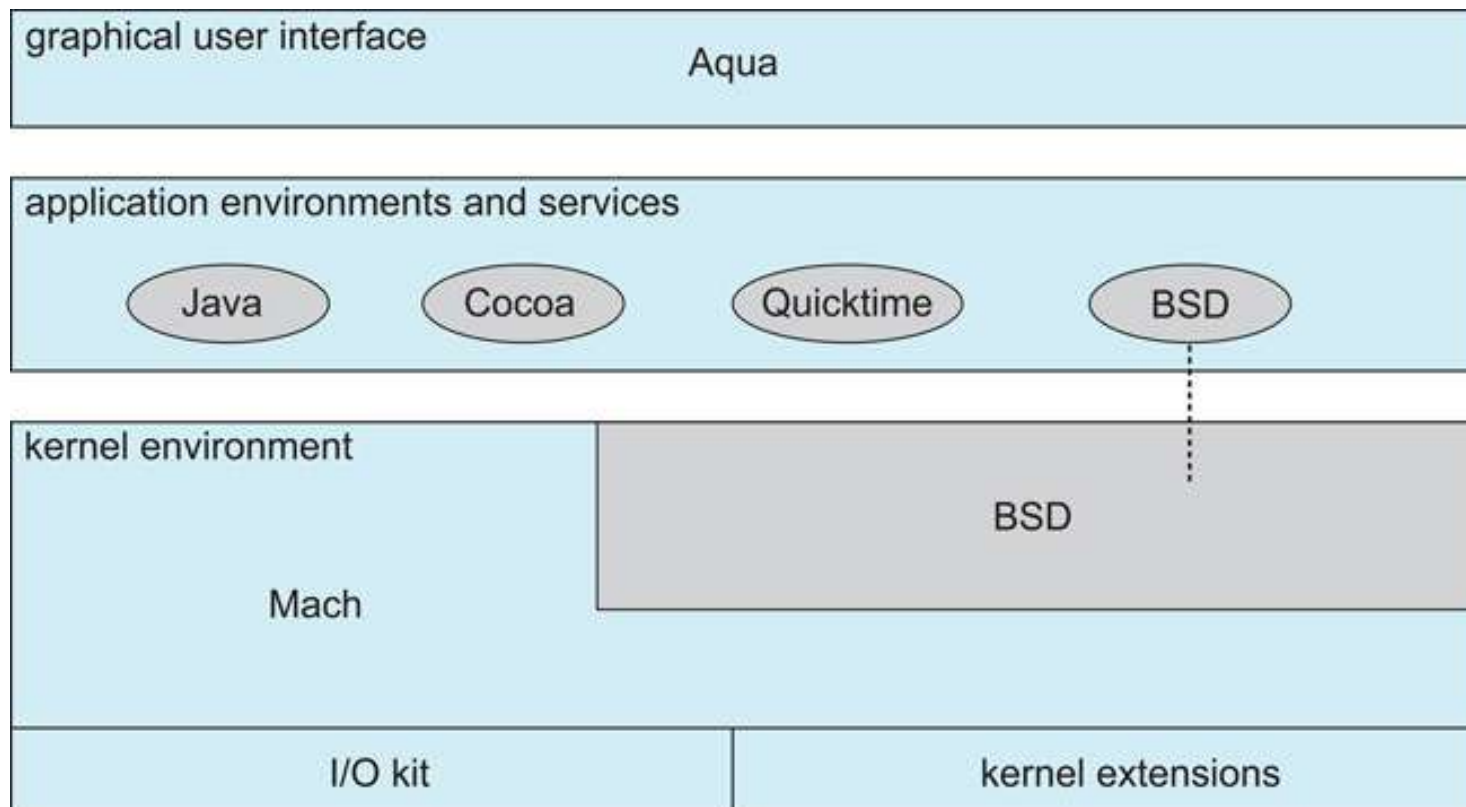 graphical user interface
Aqua
application environments and services
Java
Cocoa
Quicktime
BSD
kernel environment
BSD
Mach
I/O kit
kernel extensions